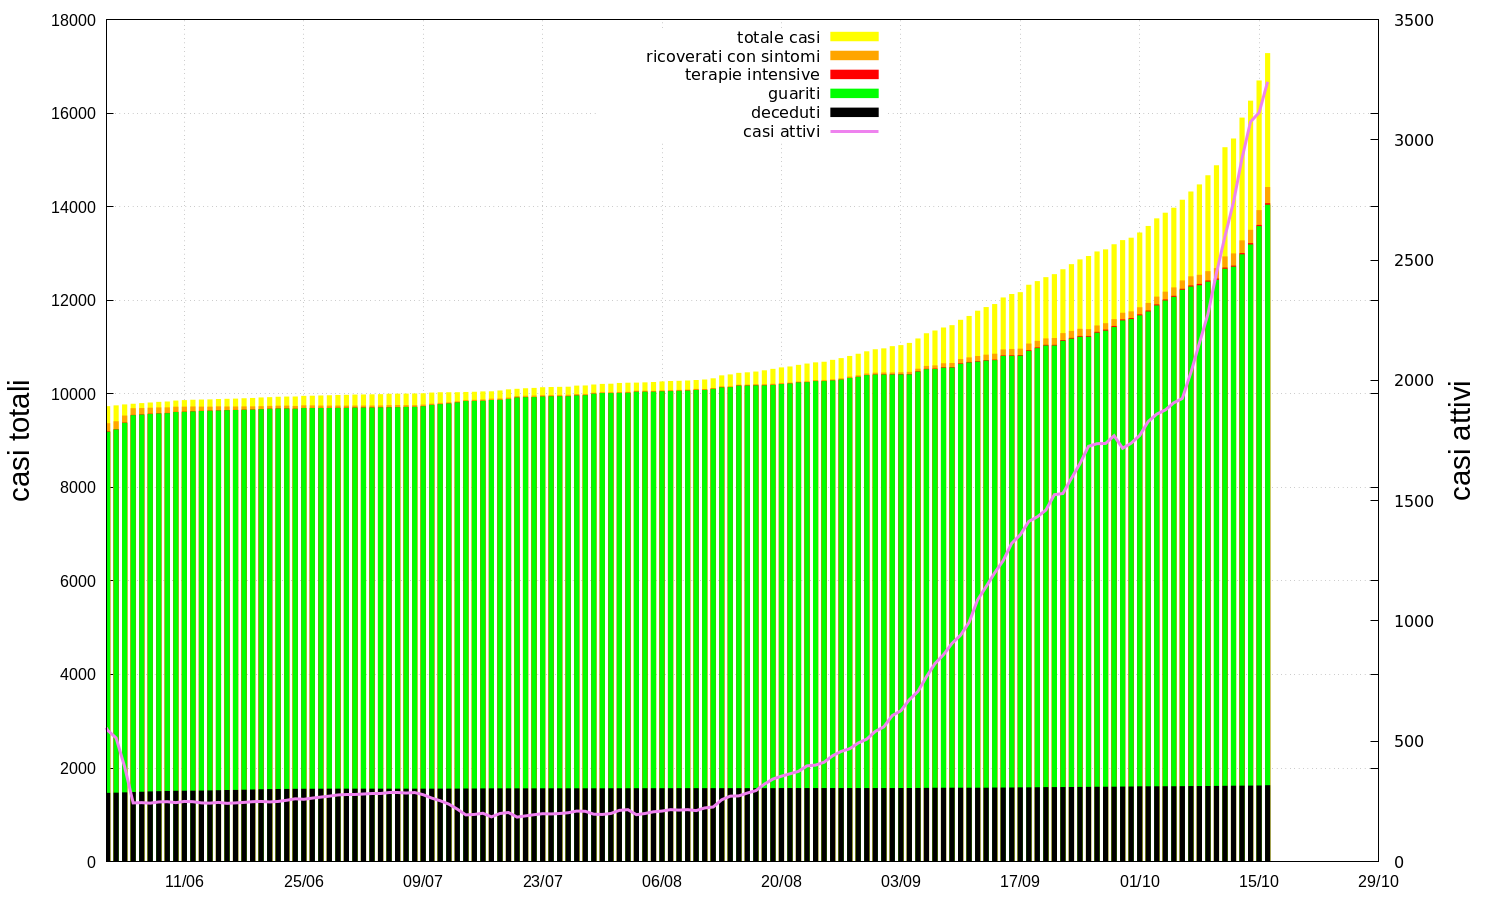 totale casi
ricoverati con sintomi
terapie intensive
guariti
deceduti
casi attivi
18000
16000
14000
12000
10000
8000
6000
4000
2000
0
casi totali
3500
3000
2500
2000
1500
1000
500
0
casi attivi
11/06 25/06 09/07 23/07 06/08 20/08 03/09 17/09 01/10 15/10 29/10